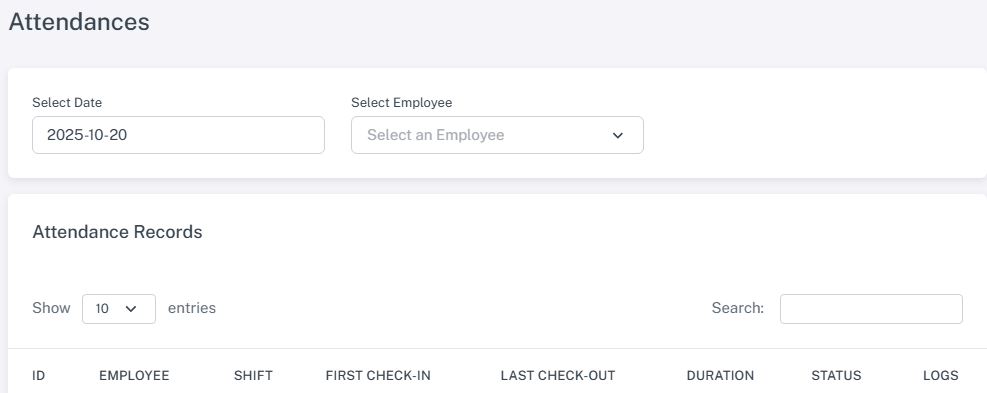 Attendances
Select Date Select Employee
2025-10-20 Select an Employee
Attendance Records
Show 10 entries Search:
ID EMPLOYEE SHIFT FIRST CHECK-IN LAST CHECK-OUT DURATION STATUS LOGS